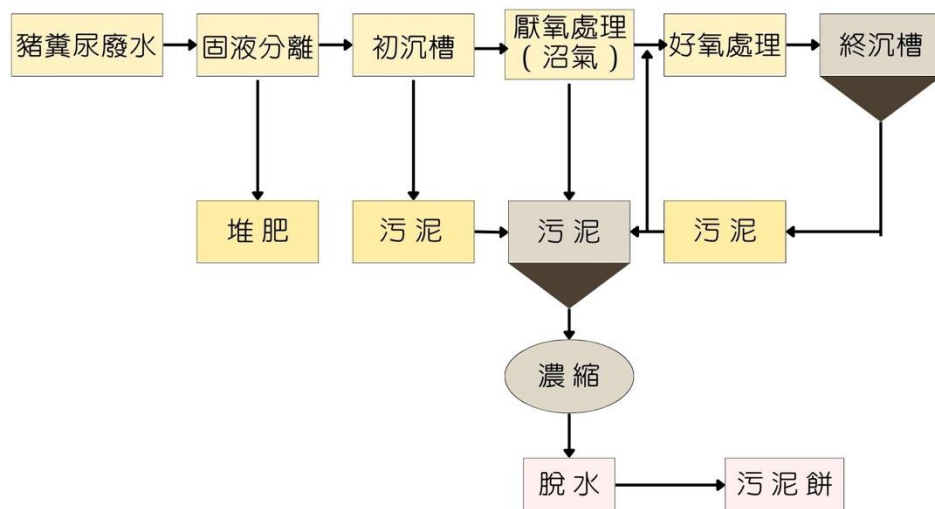 豬糞尿廢水
固液分離
初沉槽
厭氧處理
(沼氣)
好氧處理
終沉槽
堆肥
污泥
污泥
污泥
濃縮
脫水
污泥餅